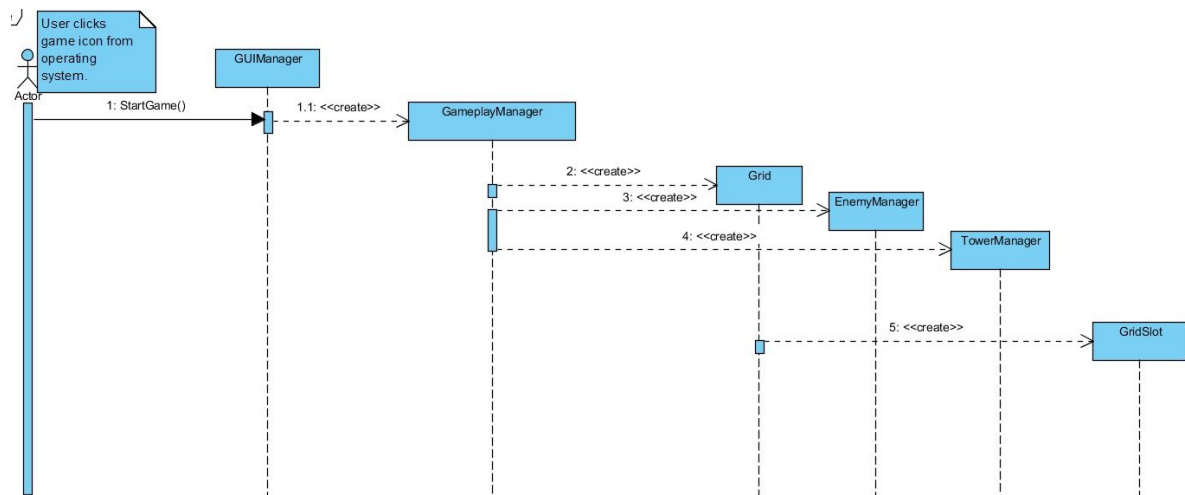 User clicks
game icon from
operating
system.
GUIManager
Actor
1: StartGame()
1.1: <<create>>
GameplayManager
2: <<create>>
Grid
3: <<create>>
EnemyManager
4: <<create>>
TowerManager
5: <<create>>
GridSlot